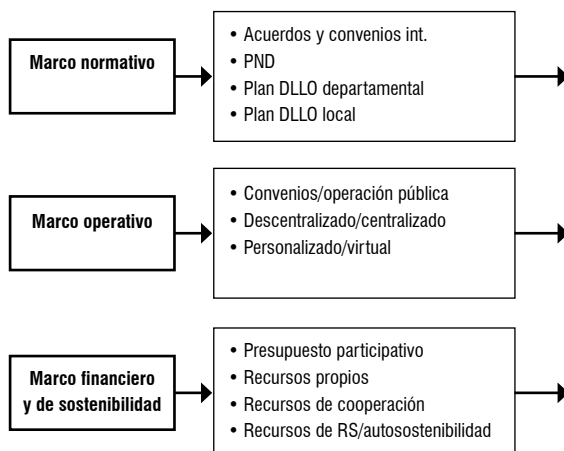 Marco normativo
• Acuerdos y convenios int.
• PND
• Plan DLLO departamental
• Plan DLLO local
Marco operativo
• Convenios/operación pública
• Descentralizado/centralizado
• Personalizado/virtual
Marco financiero
y de sostenibilidad
• Presupuesto participativo
• Recursos propios
• Recursos de cooperación
• Recursos de RS/autosostenibilidad